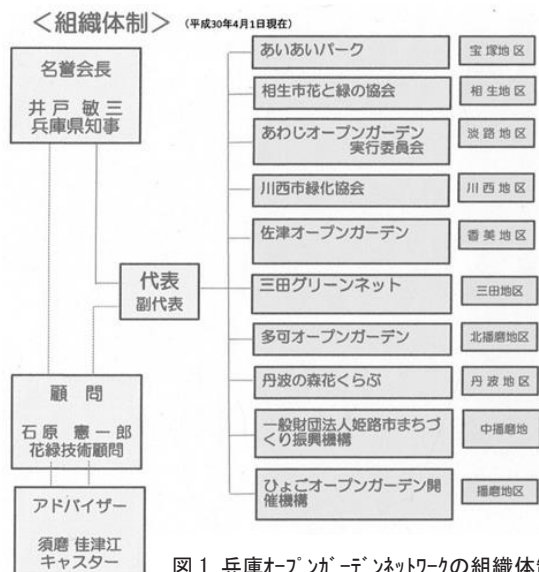 <組織体制> (平成30年4月1日現在)
名誉会長
井戸 敏三
兵庫県知事
代表
副代表
顧問
石原 憲一郎
花緑技術顧問
アドバイザー
須磨 佳津江
キャスター
あいあいパーク 宝塚地区
相生市花と緑の協会 相生地区
あわじオープンガーデン
実行委員会 淡路地区
川西市緑化協会 川西地区
佐津オープンガーデン 香美地区
三田グリーンネット 三田地区
多可オープンガーデン 北播磨地区
丹波の森花くらぶ 丹波地区
一般財団法人姫路市まちづ
くり振興機構 中播磨地
ひょごオープンガーデン開
催機構 播磨地区
図1 兵庫オープンガーデンネットワークの組織体制